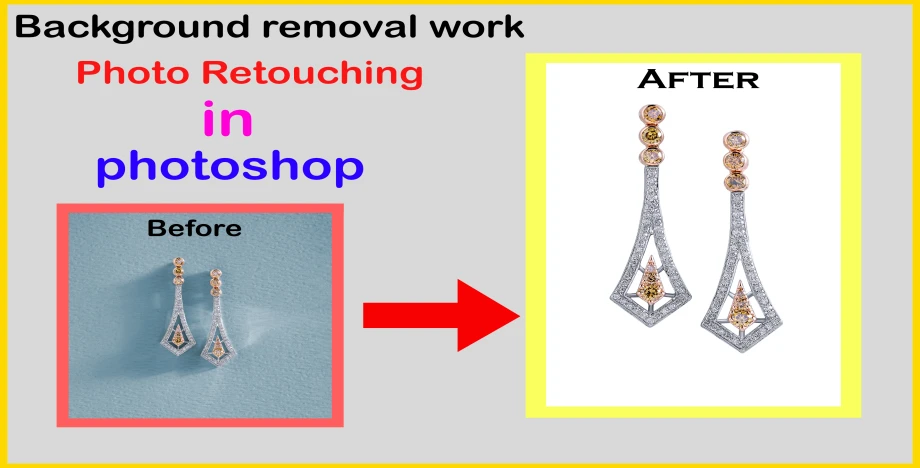 Background removal work
Photo Retouching
in
photoshop
Before
AFTER